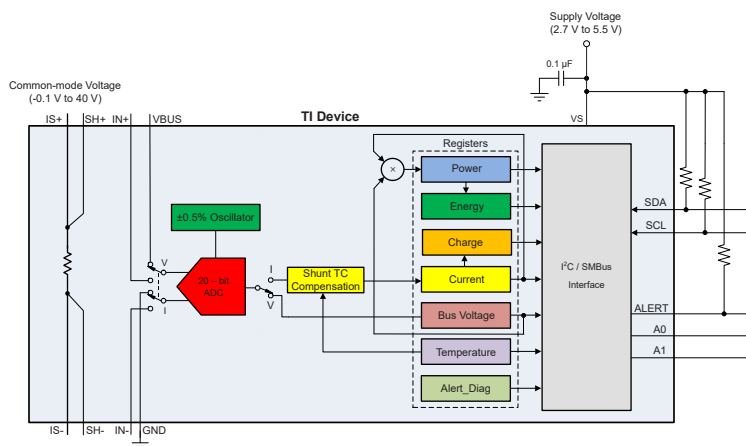 Supply Voltage
(2.7 V to 5.5 V)
0.1 µF
Common-mode Voltage
(-0.1 V to 40 V)
IS+ SH+ IN+ VBUS
TI Device
VS
Registers
×
Power
±0.5% Oscillator
Energy
SDA
SCL
Charge
V
20 – bit
ADC
I
Shunt TC
Compensation
Current
I²C / SMBus
Interface
V
I
Bus Voltage
ALERT
A0
Temperature
A1
Alert_Diag
IS- SH- IN- GND